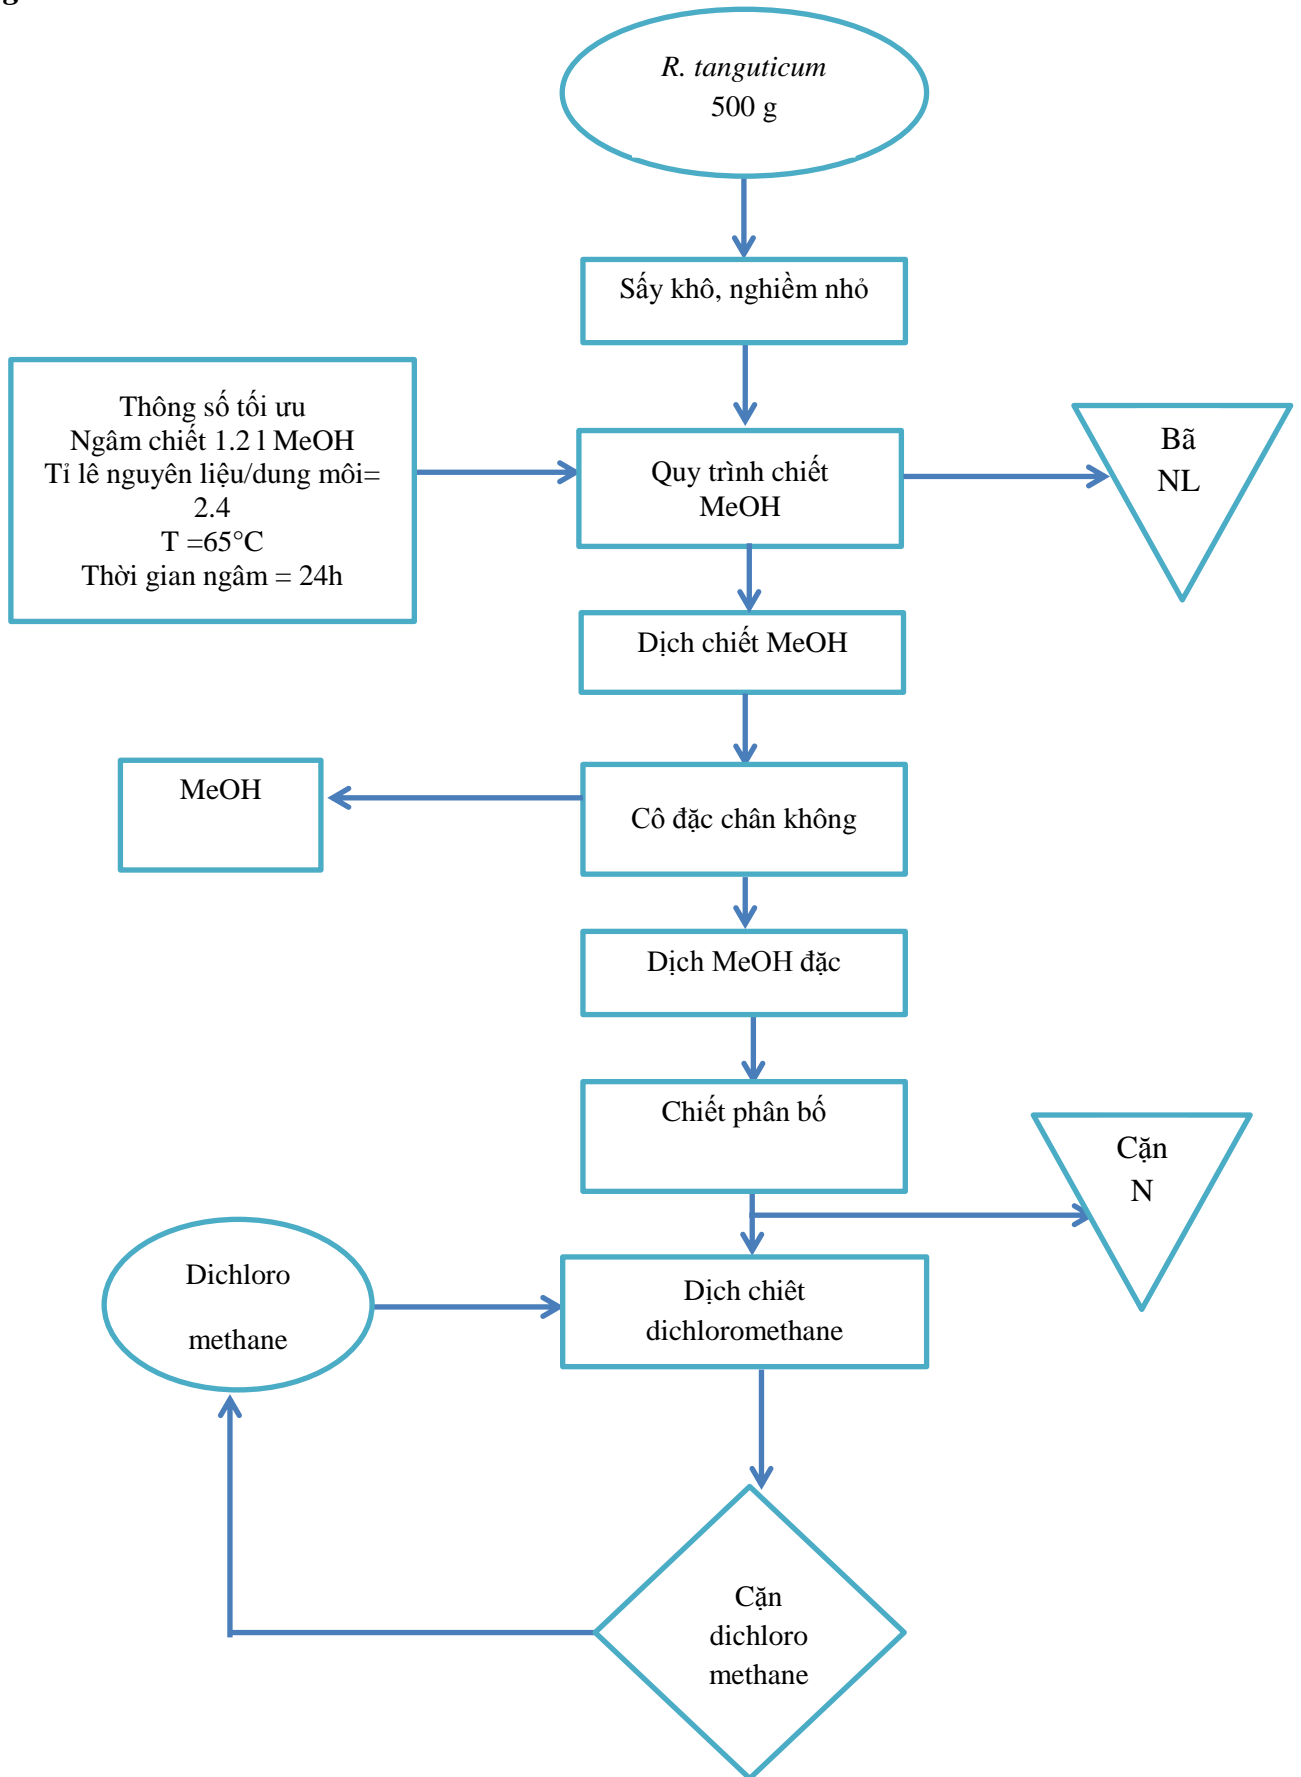 R. tanguticum
500 g
Sấy khô, nghiềm nhỏ
Thông số tối ưu
Ngâm chiết 1.2 l MeOH
Tỉ lê nguyên liệu/dung môi=
2.4
T =65°C
Thời gian ngâm = 24h
Quy trình chiết
MeOH
Bã
NL
Dịch chiết MeOH
MeOH
Cô đặc chân không
Dịch MeOH đặc
Chiết phân bố
Cặn
N
Dichloro
methane
Dịch chiêt
dichloromethane
Cặn
dichloro
methane